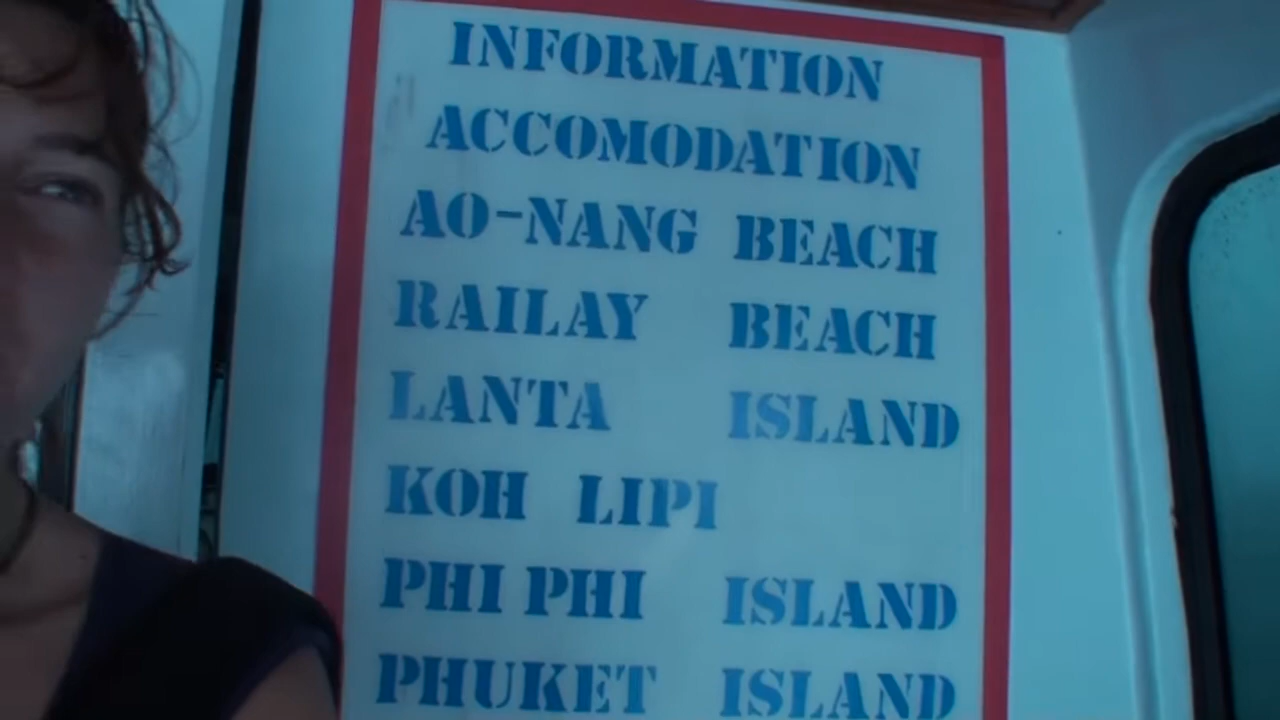 INFORMATION
ACCOMODATION
AO-NANG BEACH
RAILAY BEACH
LANTA ISLAND
KOH LIPI
PHI PHI ISLAND
PHUKET ISLAND